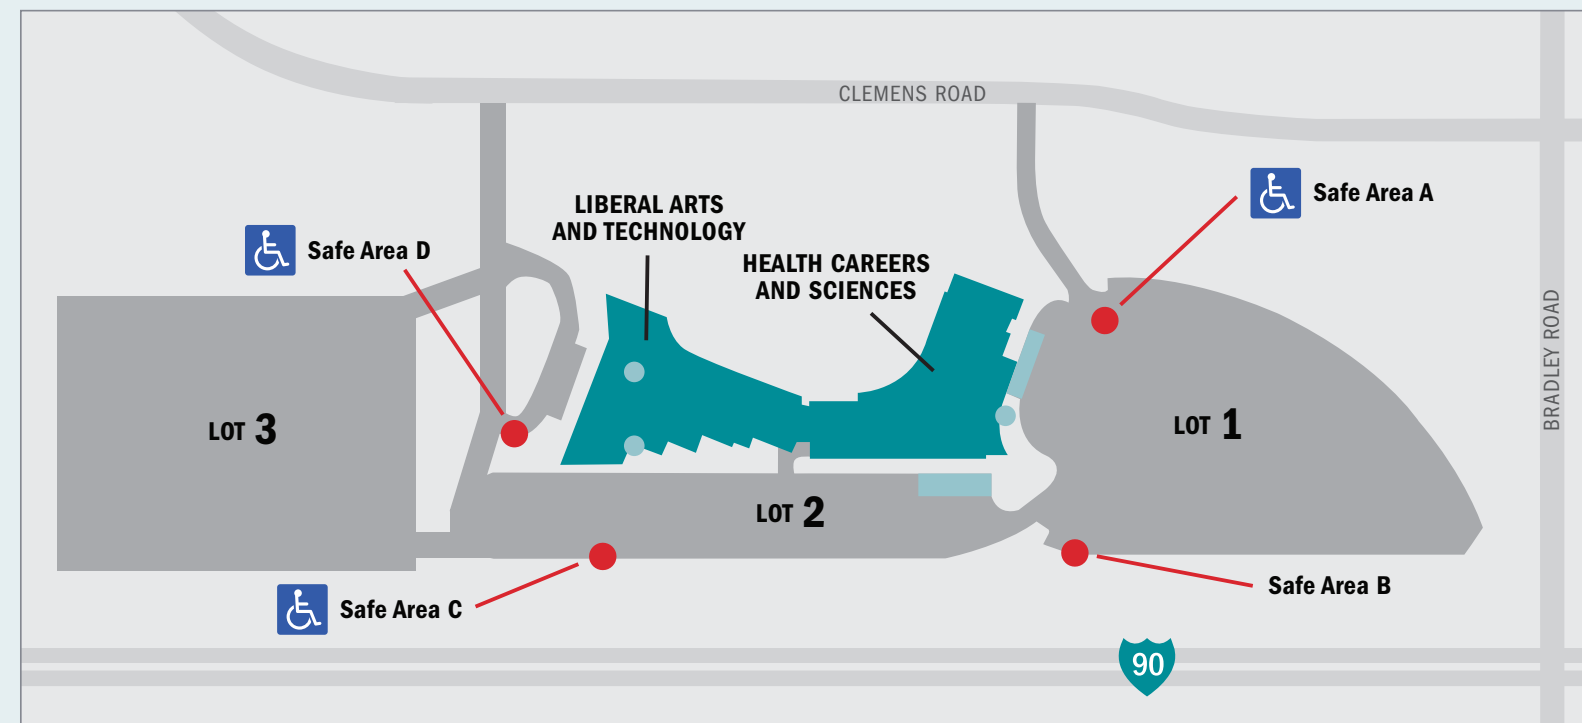 CLEMENS ROAD
Safe Area A
LIBERAL ARTS
AND TECHNOLOGY
Safe Area D
HEALTH CAREERS
AND SCIENCES
BRADLEY ROAD
LOT 3
LOT 1
LOT 2
Safe Area B
Safe Area C
90